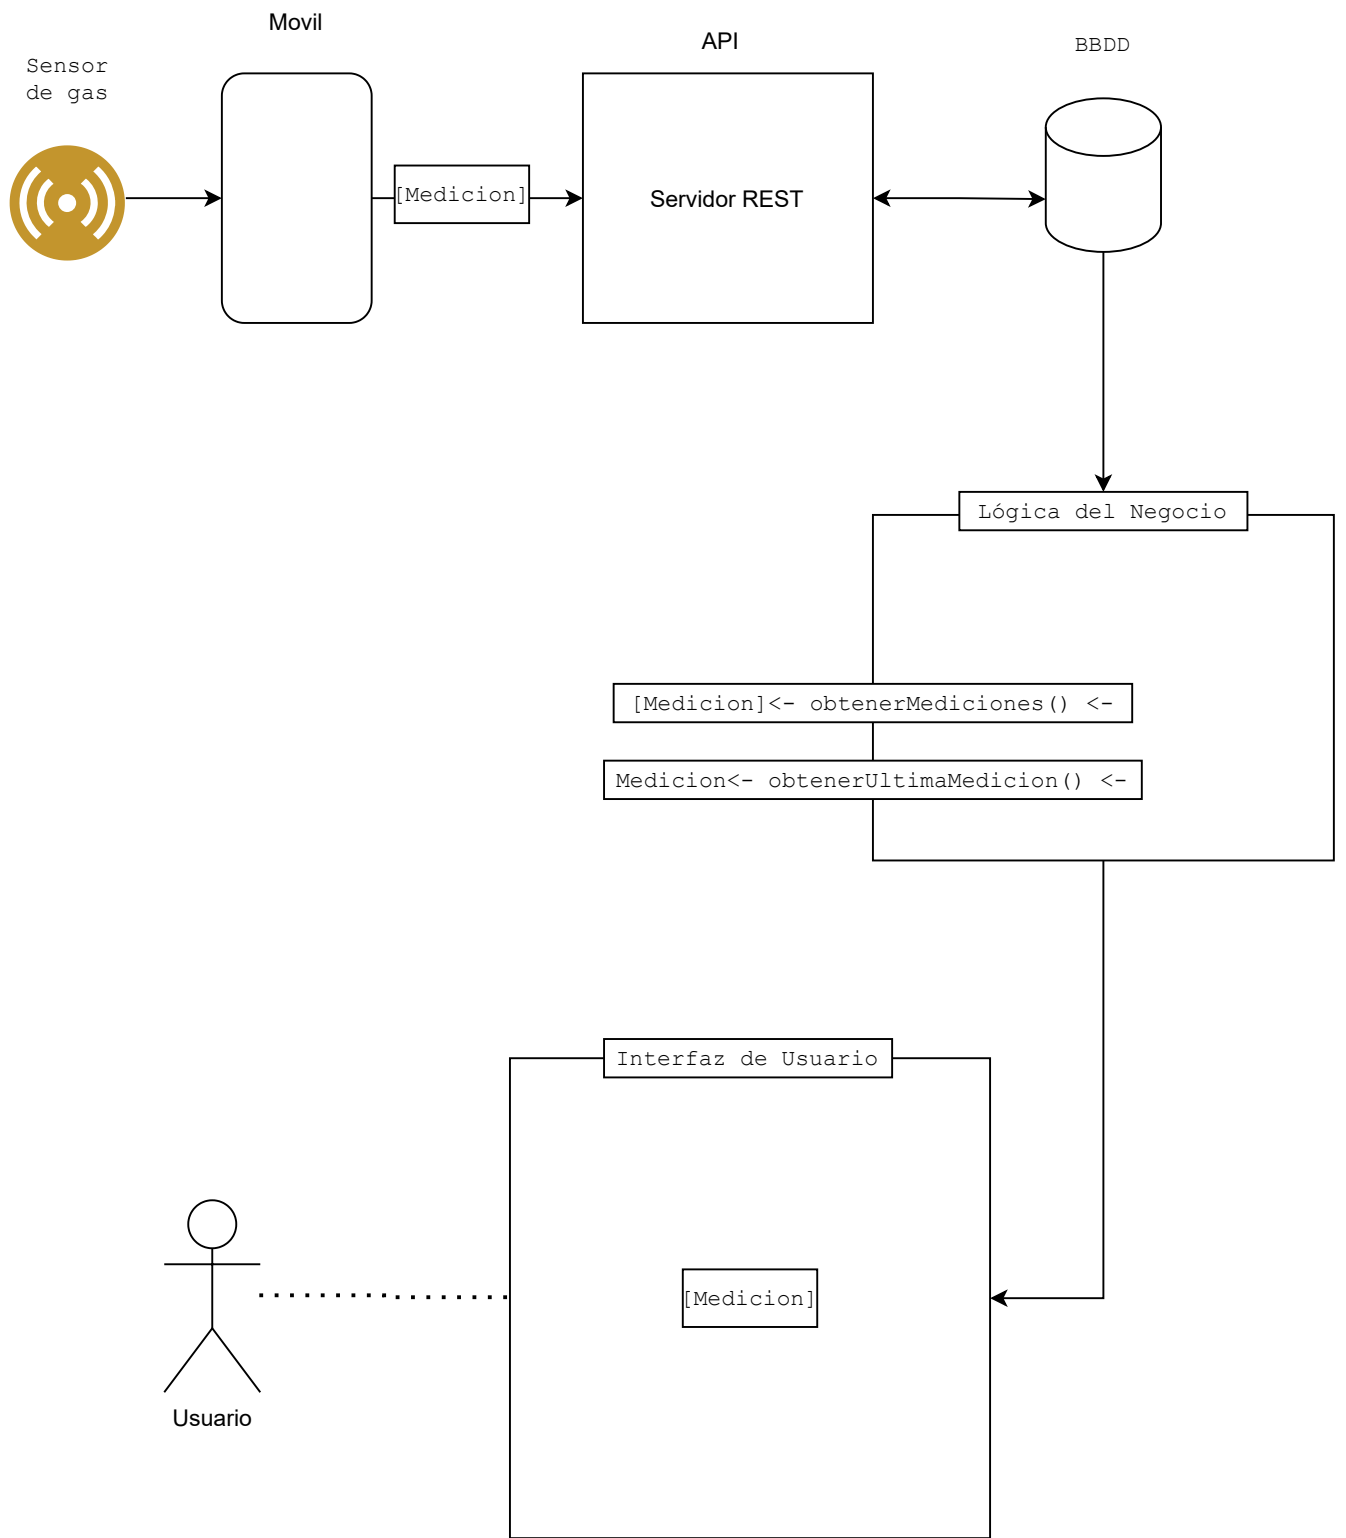 Movil
API
BBDD
Sensor
de gas
[Medicion]
Servidor REST
Lógica del Negocio
[Medicion]<- obtenerMediciones() <-
Medicion<- obtenerUltimaMedicion() <-
Interfaz de Usuario
[Medicion]
Usuario